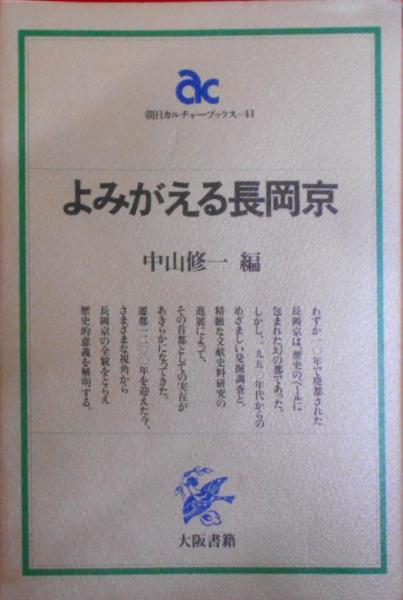 ac
朝日カルチャーブックス—41
よみがえる長岡京
中山修一 編
わずか一〇年で廃都された
長岡京は、歴史のベールに
包まれた幻の都であった。
しかし、一九五〇年代からの
めざましい発掘調査と、
精緻な文献史料研究の
進展によって、
その首都としての実在が
あきらかになってきた。
遷都一二〇〇年を迎えた今、
さまざまな視角から
長岡京の全貌をとらえ
歴史的意義を解明する。
大阪書籍